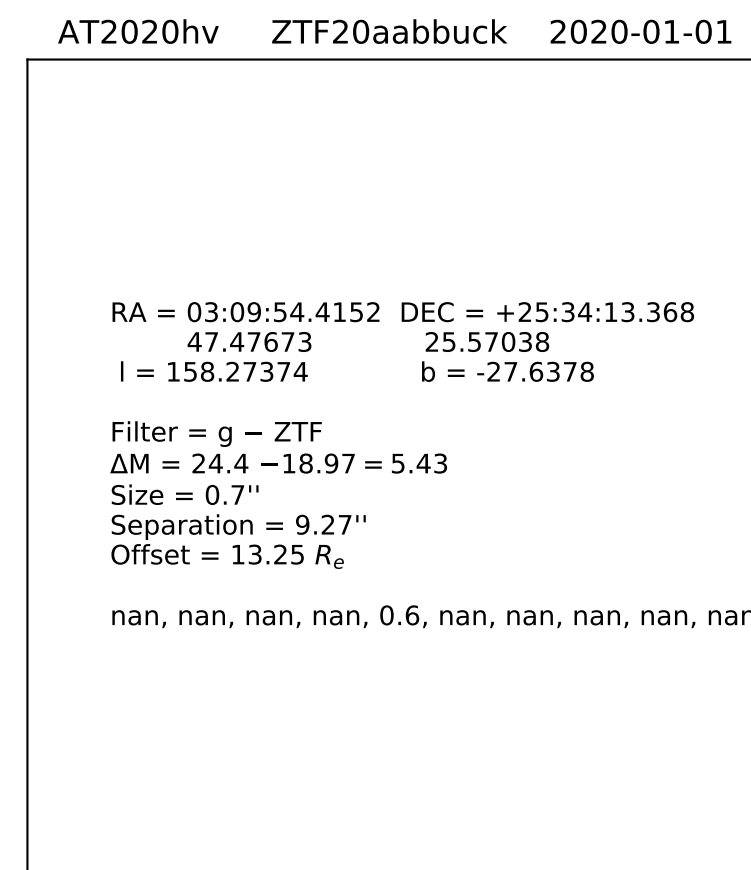 AT2020hv ZTF20aabbuck 2020-01-01
RA = 03:09:54.4152 DEC = +25:34:13.368
47.47673 25.57038
l = 158.27374 b = -27.6378
Filter = g − ZTF
ΔM = 24.4 −18.97 = 5.43
Size = 0.7''
Separation = 9.27''
Offset = 13.25 Re
nan, nan, nan, nan, 0.6, nan, nan, nan, nan, nan